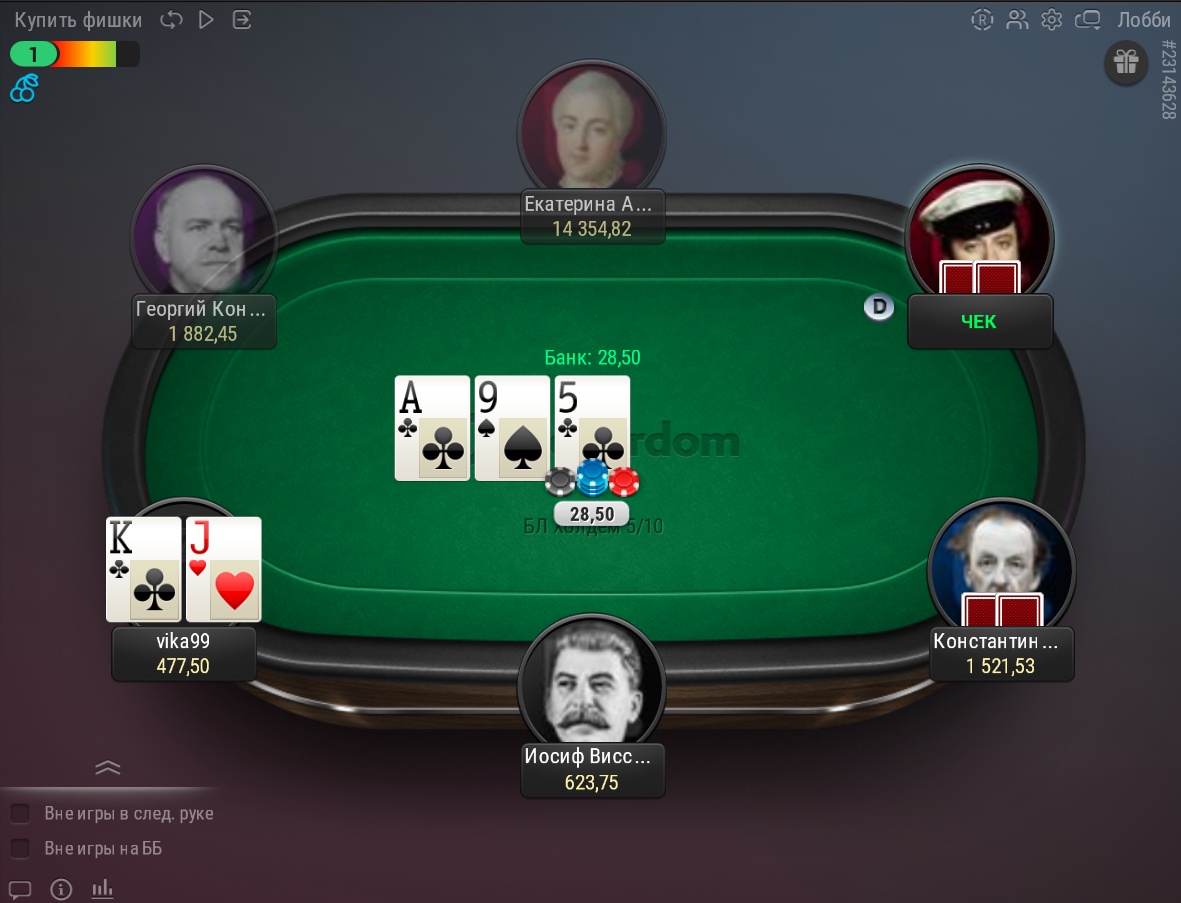 Купить фишки
Лобби
1
#23143628
Екатерина А...
14 354,82
Георгий Кон...
1 882,45
D
ЧЕК
Банк: 28,50
A
9
5
rdom
28,50
БЛ Холдем 5/10
K
J
vika99
477,50
Константин...
1 521,53
Иосиф Висс...
623,75
Вне игры в след. руке
Вне игры на ББ